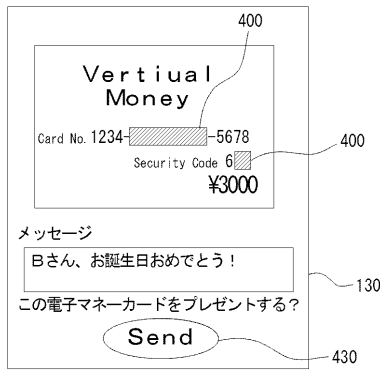 400
Vertiual
Money
Card No. 1234- -5678
400
Security Code 6
¥3000
メッセージ
Bさん、お誕生日おめでとう！
130
この電子マネーカードをプレゼントする？
Send
430